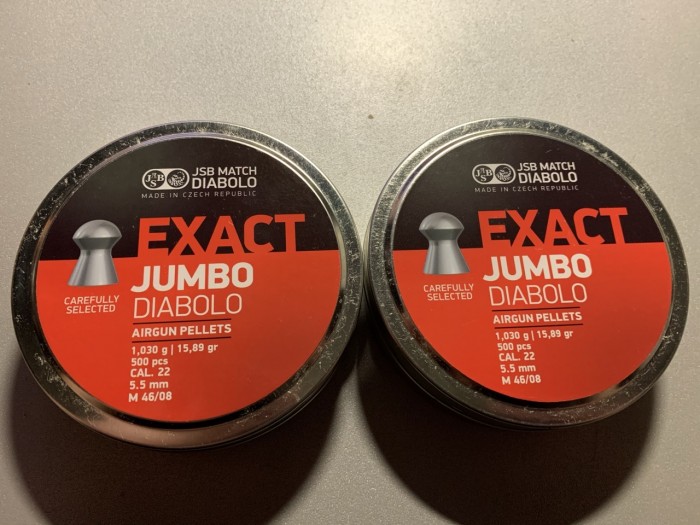 JSB
JSB MATCH
DIABOLO
MADE IN CZECH REPUBLIC
EXACT
JUMBO
DIABOLO
CAREFULLY
SELECTED
AIRGUN PELLETS
1,030 g | 15,89 gr
500 pcs
CAL. 22
5.5 mm
M 46/08
JSB
JSB MATCH
DIABOLO
MADE IN CZECH REPUBLIC
EXACT
JUMBO
DIABOLO
CAREFULLY
SELECTED
AIRGUN PELLETS
1,030 g | 15,89 gr
500 pcs
CAL. 22
5.5 mm
M 46/08